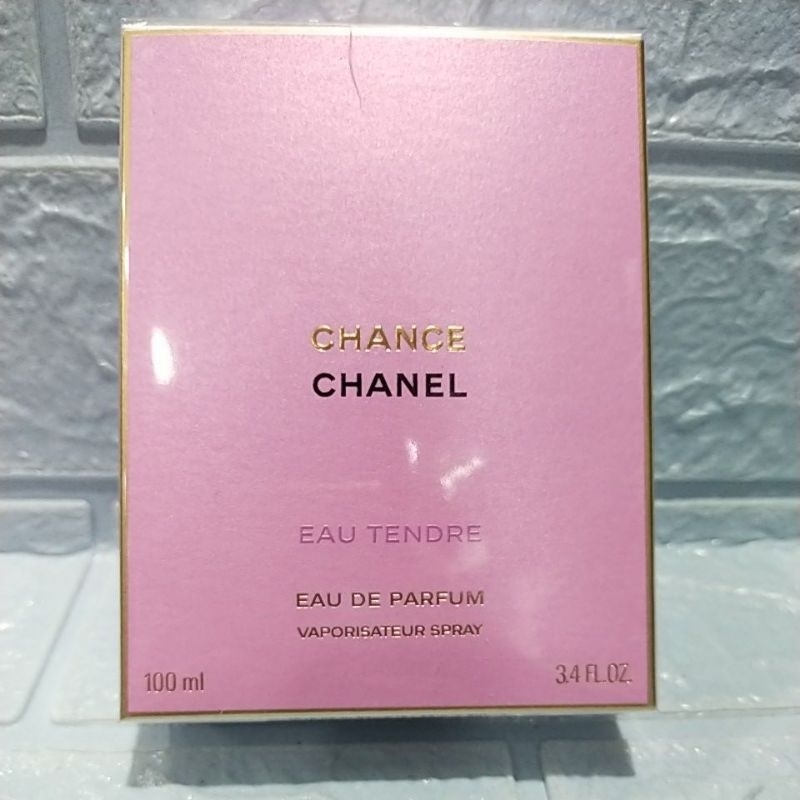 CHANCE
CHANEL
EAU TENDRE
EAU DE PARFUM
VAPORISATEUR SPRAY
100 ml
3.4 FL.OZ.